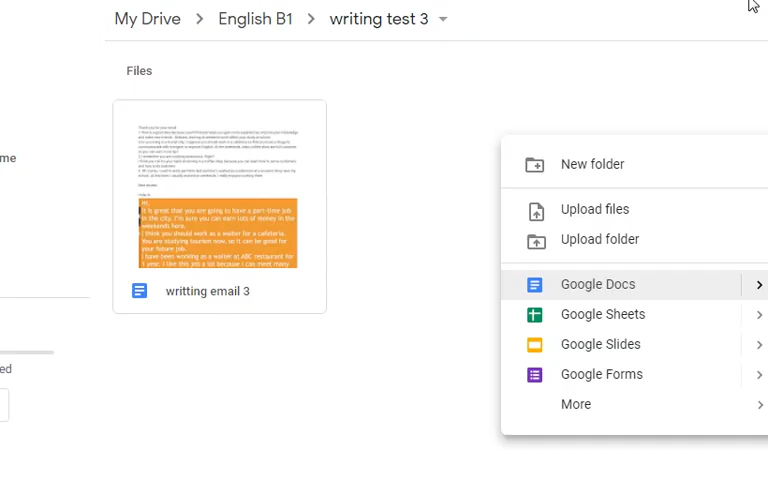 My Drive > English B1 > writing test 3
Files
me
New folder
Upload files
Upload folder
Google Docs
Google Sheets
Google Slides
Google Forms
More
ed
Hi,
It is great that you are going to have a part-time job
in the city. I'm sure you can earn lots of money in the
weekends here.
I think you should work as a waiter for a cafeteria.
You are studying tourism now, so it can be good for
your future job.
I have been working as a waiter at ABC restaurant for
1 year. I like this job a lot because I can meet many
writting email 3